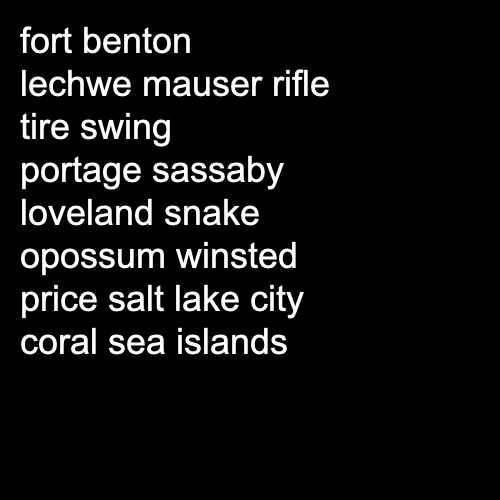 fort benton
lechwe mauser rifle
tire swing
portage sassaby
loveland snake
opossum winsted
price salt lake city
coral sea islands